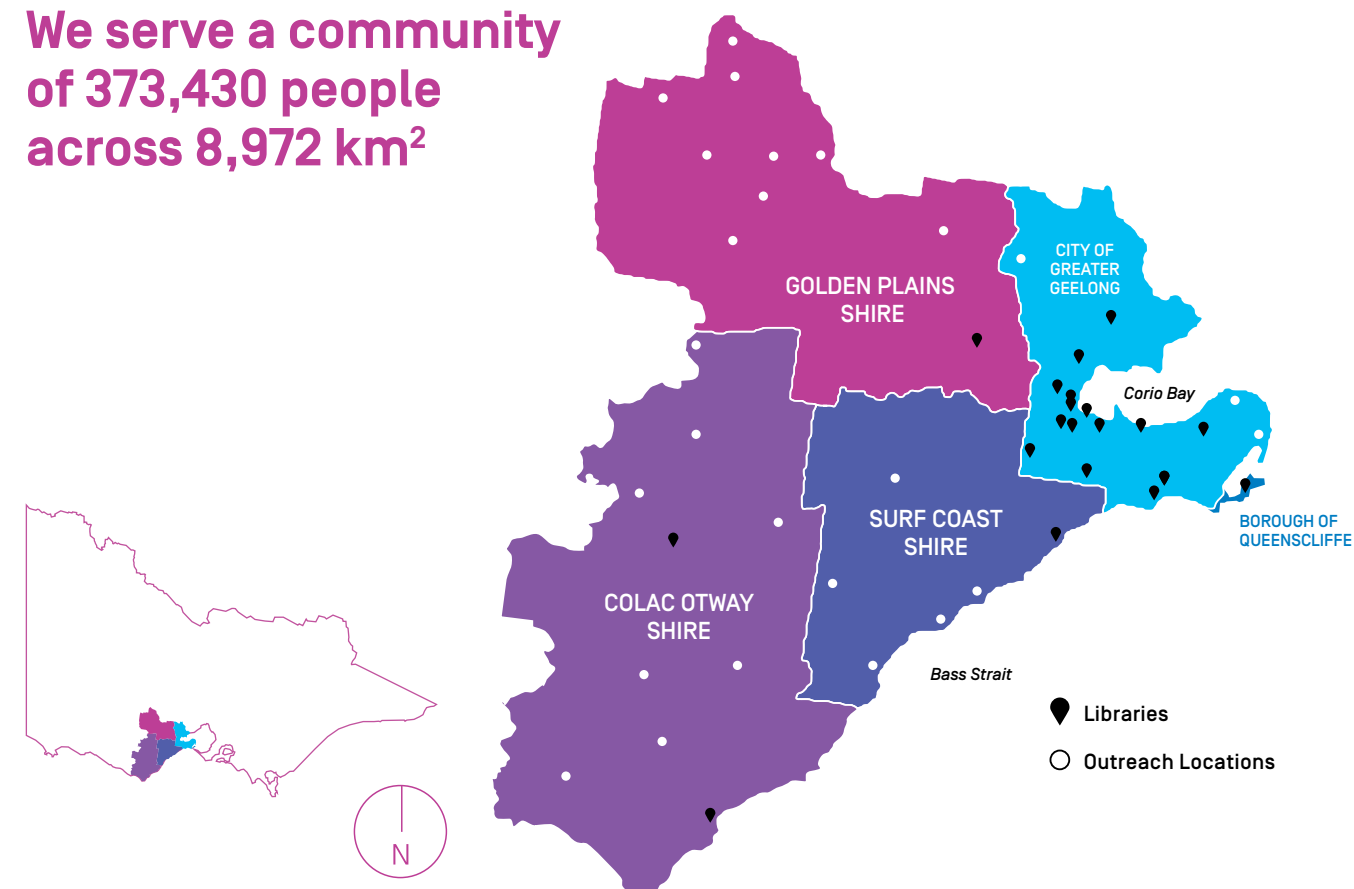 We serve a community
of 373,430 people
across 8,972 km²
CITY OF
GREATER
GEELONG
GOLDEN PLAINS
SHIRE
Corio Bay
SURF COAST
SHIRE
BOROUGH OF
QUEENSCLIFFE
COLAC OTWAY
SHIRE
Bass Strait
Libraries
Outreach Locations
N